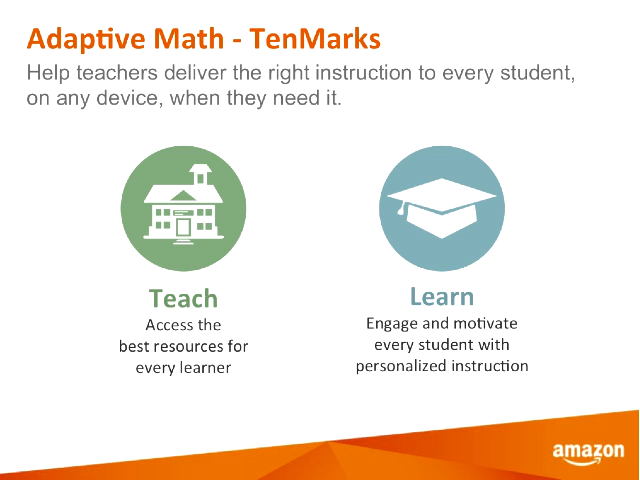 Adaptive Math - TenMarks
Help teachers deliver the right instruction to every student,
on any device, when they need it.
Teach
Access the
best resources for
every learner
Learn
Engage and motivate
every student with
personalized instruction
amazon